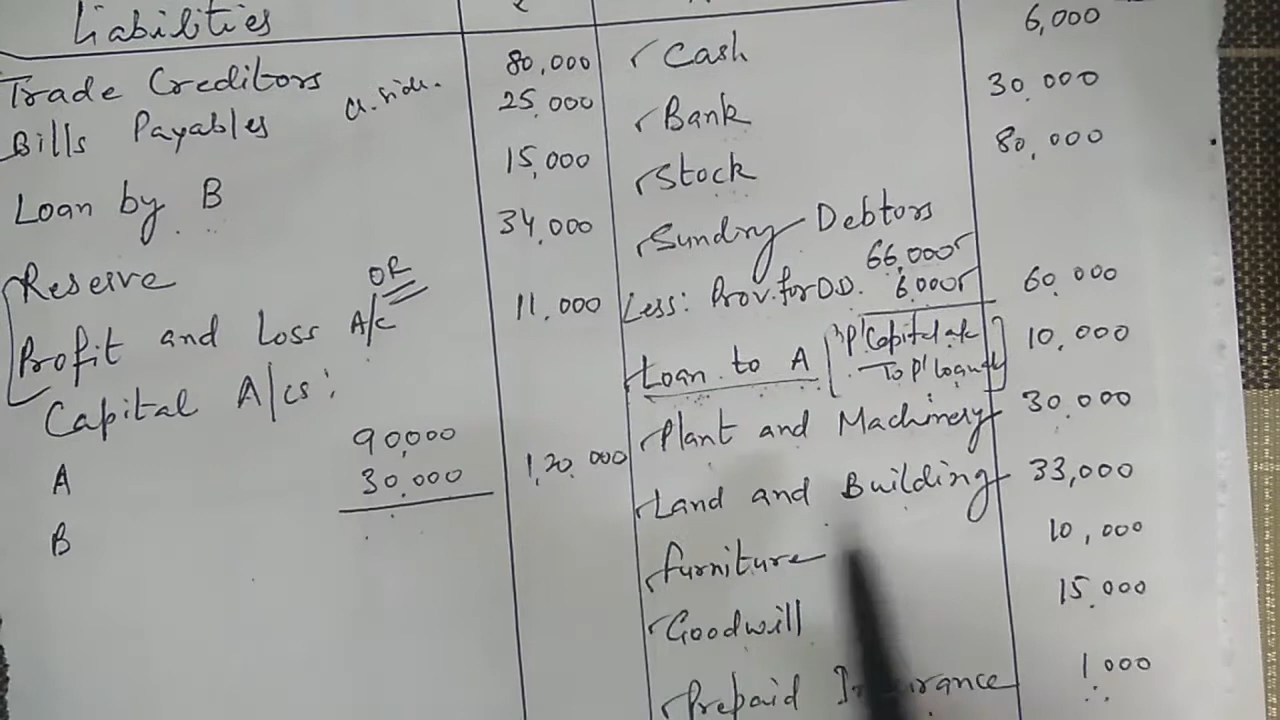 Liabilities
Trade Creditors 80,000
Bills Payables 25,000
Loan by B 15,000
Reserve 34,000
OR
Profit and Loss A/c 11,000
Capital A/cs:
A 90,000
B 30,000 1,20,000
Cash 6,000
Bank 30,000
Stock 80,000
Sundry Debtors 66,000
Less: Prov. for D.D. 6,000 60,000
Loan to A 10,000
Capital a/c
To P' Loan
Plant and Machinery 30,000
Land and Building 33,000
furniture 10,000
Goodwill 15,000
Prepaid 1,000